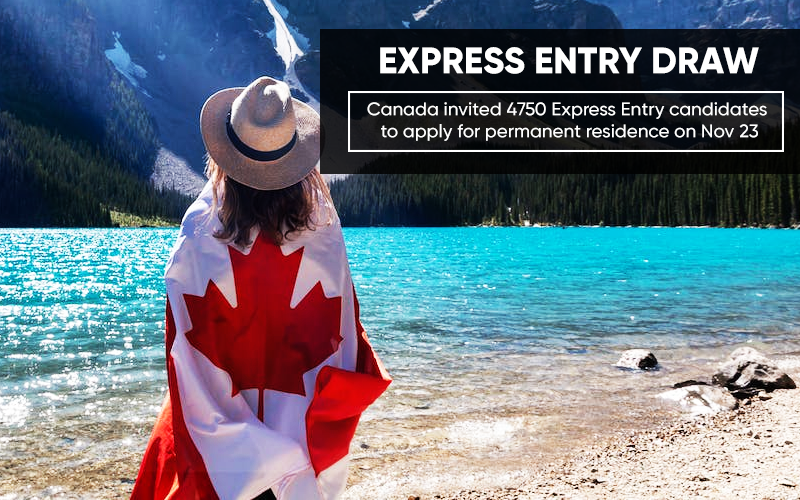 EXPRESS ENTRY DRAW
Canada invited 4750 Express Entry candidates
to apply for permanent residence on Nov 23